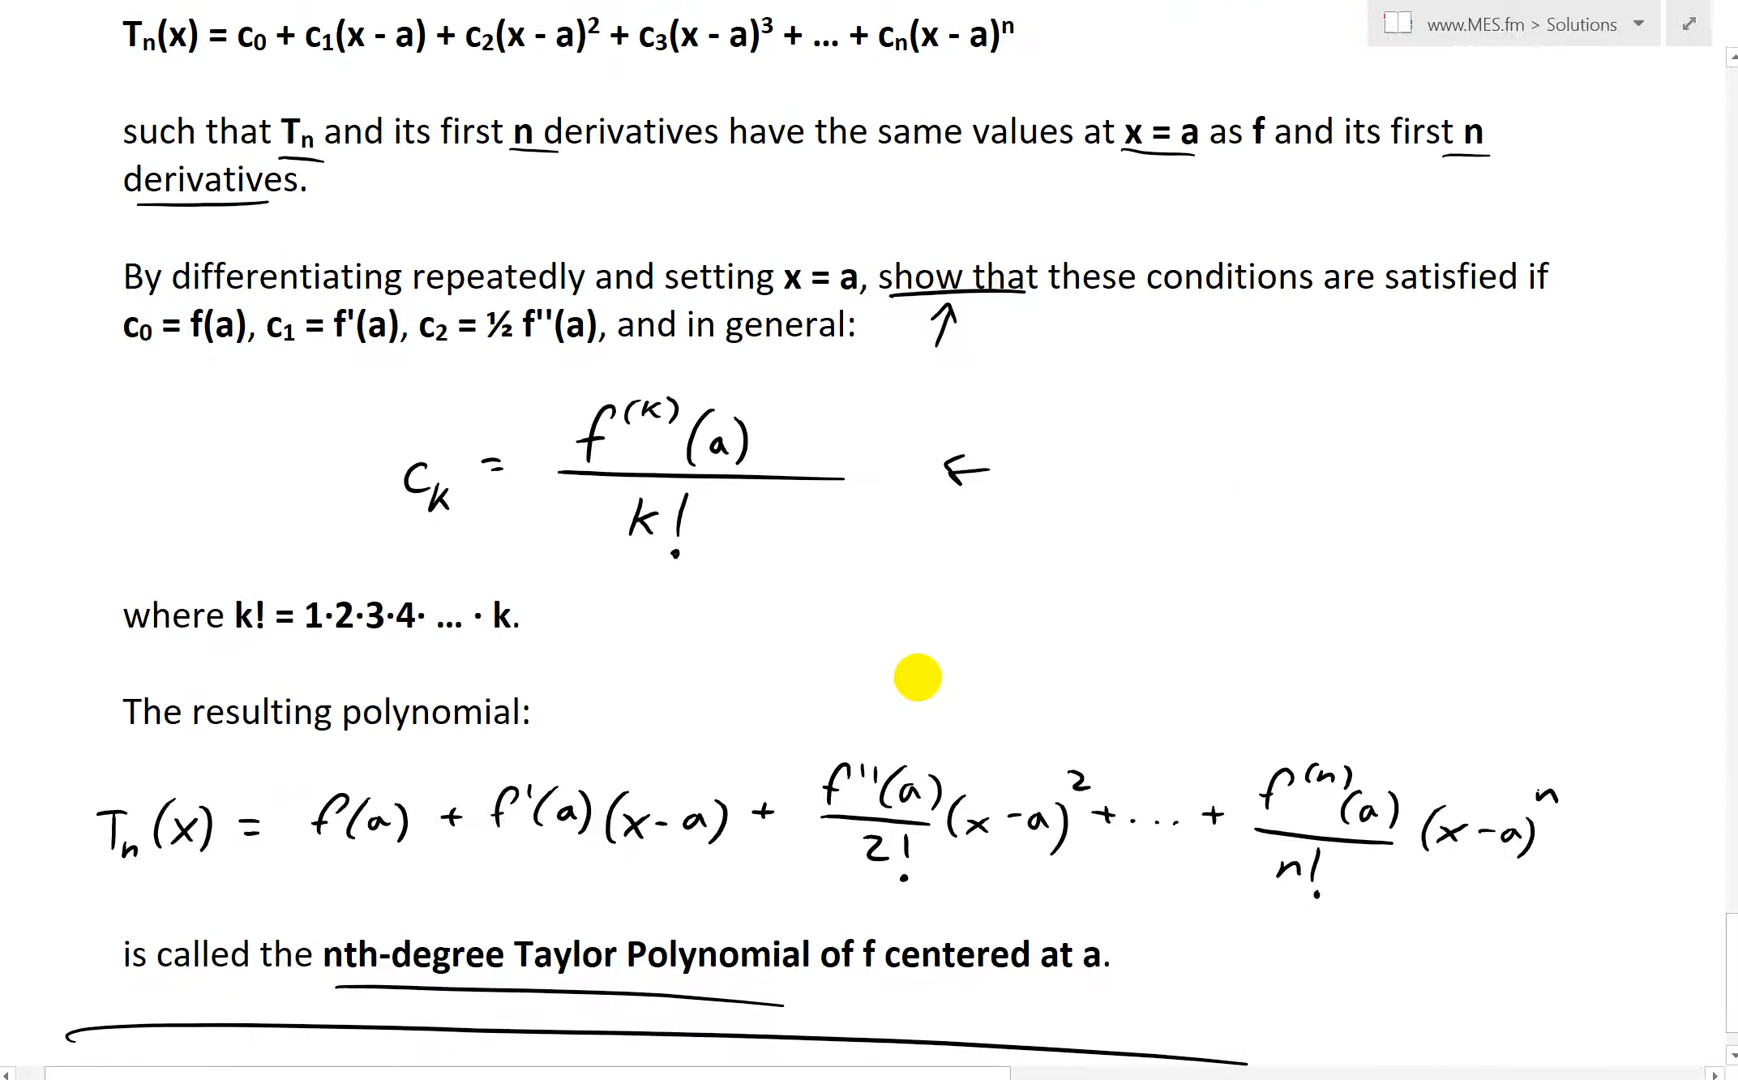 Tₙ(x) = c₀ + c₁(x - a) + c₂(x - a)² + c₃(x - a)³ + ... + cₙ(x - a)ⁿ
www.MES.fm > Solutions
such that Tₙ and its first n derivatives have the same values at x = a as f and its first n
derivatives.
By differentiating repeatedly and setting x = a, show that these conditions are satisfied if
c₀ = f(a), c₁ = f'(a), c₂ = ½ f''(a), and in general:
cₖ = f⁽ᵏ⁾(a) / k! ←
where k! = 1·2·3·4· ... · k.
The resulting polynomial:
Tₙ(x) = f(a) + f'(a)(x-a) + f''(a)/2! (x-a)² + ... + f⁽ⁿ⁾(a)/n! (x-a)ⁿ
is called the nth-degree Taylor Polynomial of f centered at a.